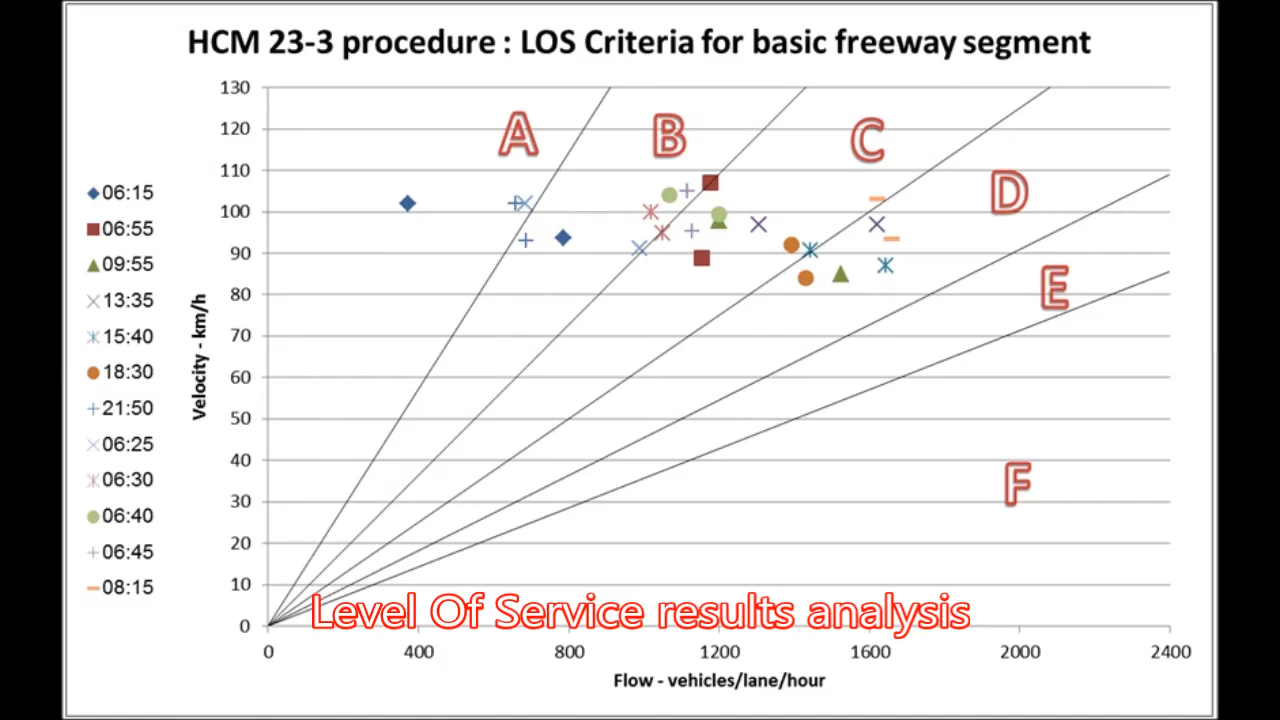 HCM 23-3 procedure : LOS Criteria for basic freeway segment
130
120
110
100
90
80
70
60
50
40
30
20
10
0
Velocity - km/h
06:15
06:55
09:55
13:35
15:40
18:30
21:50
06:25
06:30
06:40
06:45
08:15
A
B
C
D
E
F
Level Of Service results analysis
0 400 800 1200 1600 2000 2400
Flow - vehicles/lane/hour